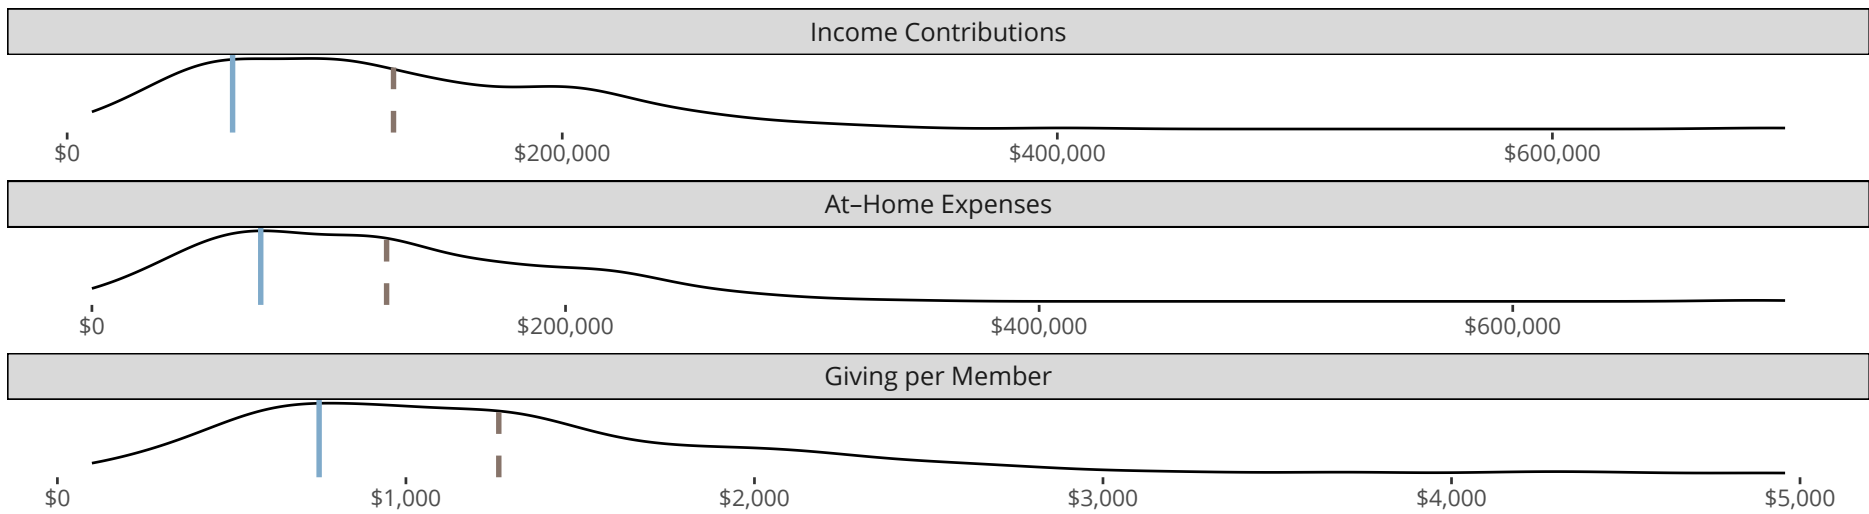 Income Contributions
$0 $200,000 $400,000 $600,000
At–Home Expenses
$0 $200,000 $400,000 $600,000
Giving per Member
$0 $1,000 $2,000 $3,000 $4,000 $5,000